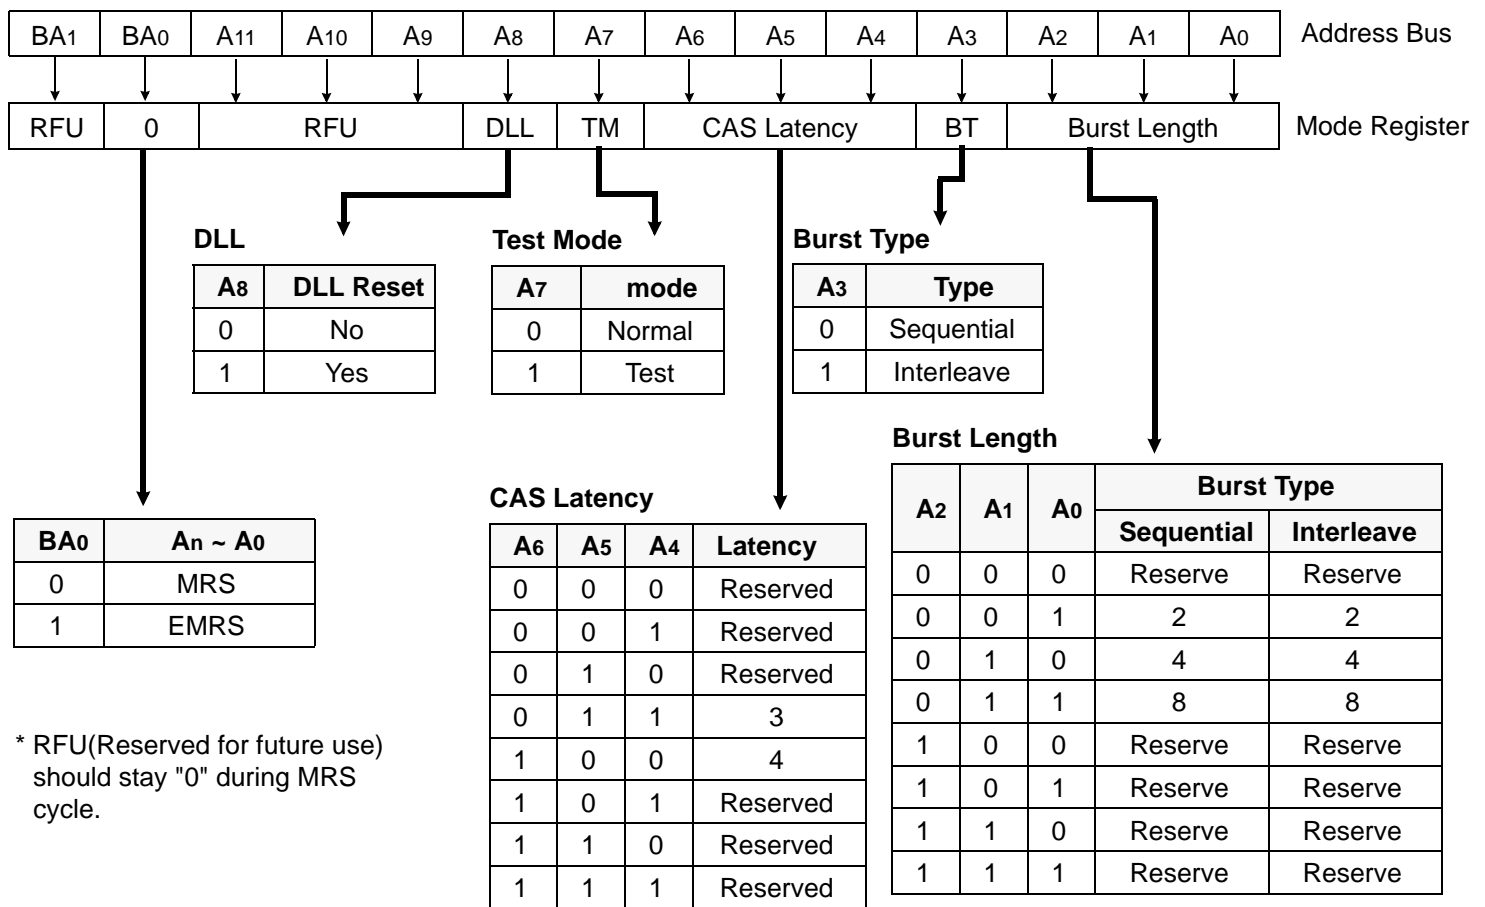 BA1 BA0 A11 A10 A9 A8 A7 A6 A5 A4 A3 A2 A1 A0 Address Bus
RFU 0 RFU DLL TM CAS Latency BT Burst Length Mode Register
DLL
A8 DLL Reset
0 No
1 Yes
Test Mode
A7 mode
0 Normal
1 Test
Burst Type
A3 Type
0 Sequential
1 Interleave
BA0 An ~ A0
0 MRS
1 EMRS
* RFU(Reserved for future use)
should stay "0" during MRS
cycle.
CAS Latency
A6 A5 A4 Latency
0 0 0 Reserved
0 0 1 Reserved
0 1 0 Reserved
0 1 1 3
1 0 0 4
1 0 1 Reserved
1 1 0 Reserved
1 1 1 Reserved
Burst Length
A2 A1 A0 Burst Type
Sequential Interleave
0 0 0 Reserve Reserve
0 0 1 2 2
0 1 0 4 4
0 1 1 8 8
1 0 0 Reserve Reserve
1 0 1 Reserve Reserve
1 1 0 Reserve Reserve
1 1 1 Reserve Reserve